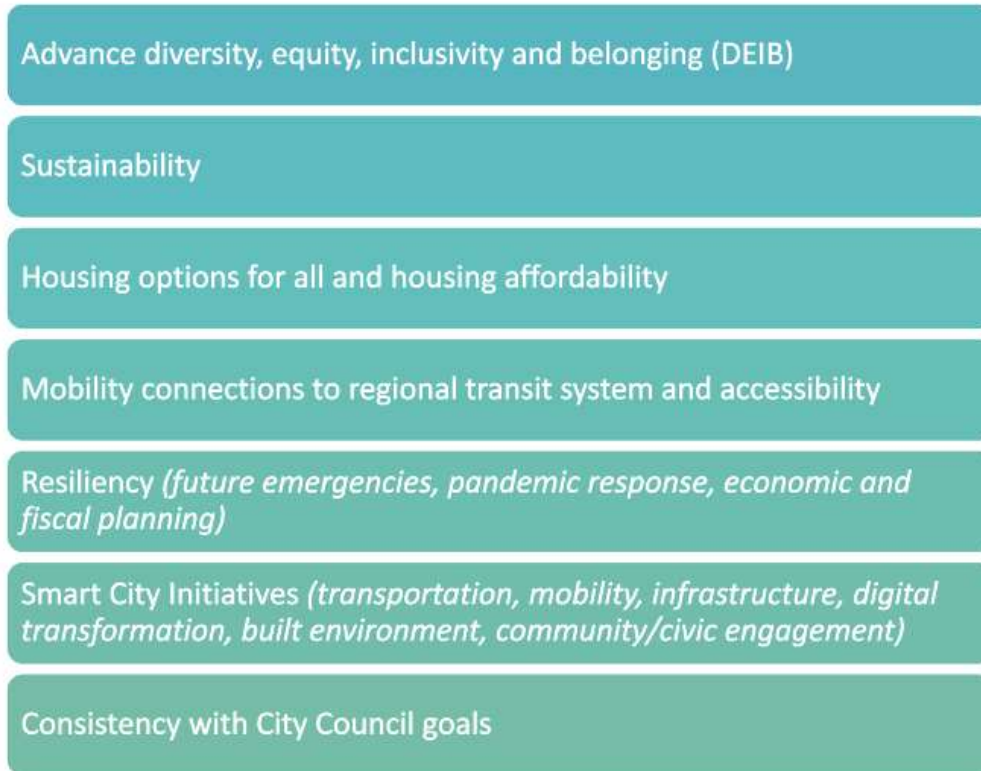 Advance diversity, equity, inclusivity and belonging (DEIB)
Sustainability
Housing options for all and housing affordability
Mobility connections to regional transit system and accessibility
Resiliency (future emergencies, pandemic response, economic and
fiscal planning)
Smart City Initiatives (transportation, mobility, infrastructure, digital
transformation, built environment, community/civic engagement)
Consistency with City Council goals